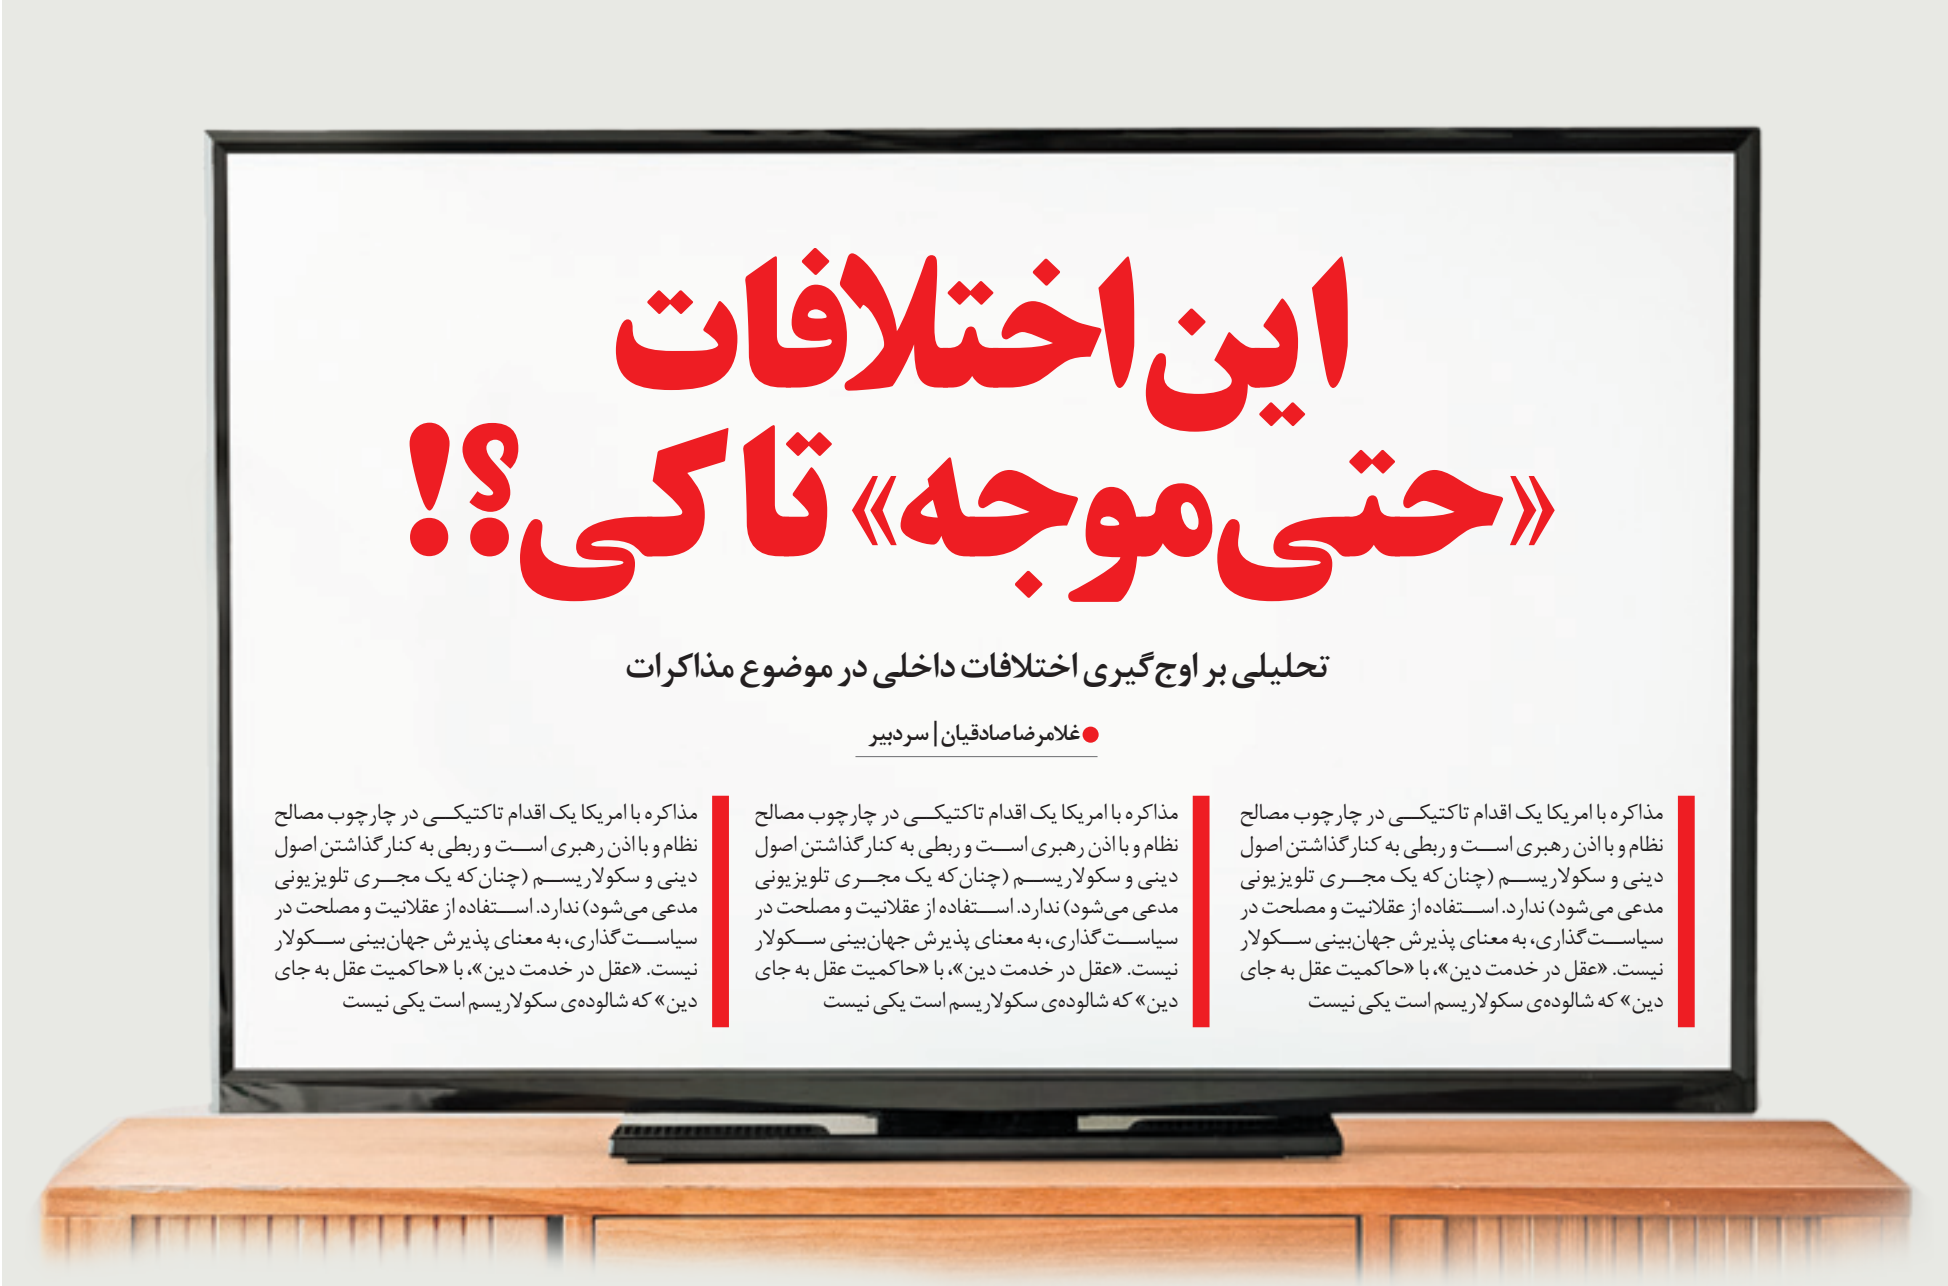 این اختلافات
«حتی موجه» تا کی؟!
تحلیلی بر اوج‌گیری اختلافات داخلی در موضوع مذاکرات
غلامرضا صادقیان | سردبیر
مذاکره با امریکا یک اقدام تاکتیکی در چارچوب مصالح
نظام و با اذن رهبری است و ربطی به کنار گذاشتن اصول
دینی و سکولاریسم (چنان‌که یک مجری تلویزیونی
مدعی می‌شود) ندارد. استفاده از عقلانیت و مصلحت در
سیاست‌گذاری، به معنای پذیرش جهان‌بینی سکولار
نیست. «عقل در خدمت دین»، با «حاکمیت عقل به جای
دین» که شالوده‌ی سکولاریسم است یکی نیست
مذاکره با امریکا یک اقدام تاکتیکی در چارچوب مصالح
نظام و با اذن رهبری است و ربطی به کنار گذاشتن اصول
دینی و سکولاریسم (چنان‌که یک مجری تلویزیونی
مدعی می‌شود) ندارد. استفاده از عقلانیت و مصلحت در
سیاست‌گذاری، به معنای پذیرش جهان‌بینی سکولار
نیست. «عقل در خدمت دین»، با «حاکمیت عقل به جای
دین» که شالوده‌ی سکولاریسم است یکی نیست
مذاکره با امریکا یک اقدام تاکتیکی در چارچوب مصالح
نظام و با اذن رهبری است و ربطی به کنار گذاشتن اصول
دینی و سکولاریسم (چنان‌که یک مجری تلویزیونی
مدعی می‌شود) ندارد. استفاده از عقلانیت و مصلحت در
سیاست‌گذاری، به معنای پذیرش جهان‌بینی سکولار
نیست. «عقل در خدمت دین»، با «حاکمیت عقل به جای
دین» که شالوده‌ی سکولاریسم است یکی نیست